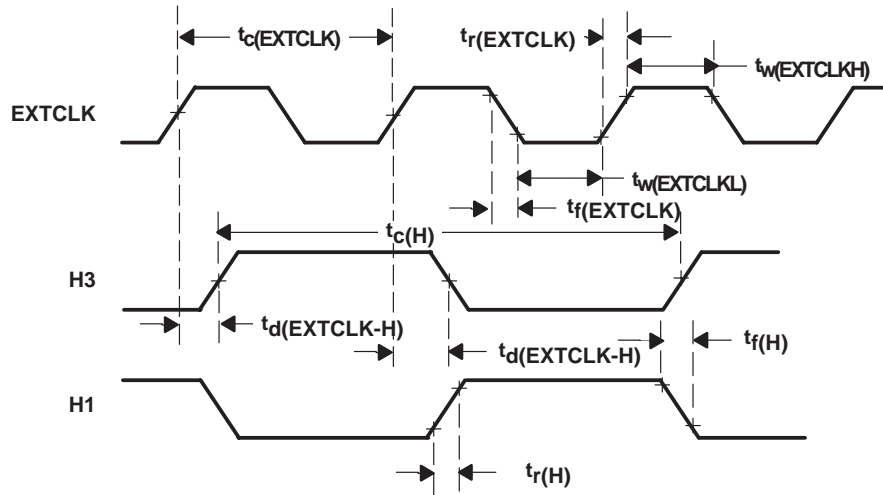 tc(EXTCLK)
tr(EXTCLK)
tw(EXTCLKH)
EXTCLK
tw(EXTCLKL)
tf(EXTCLK)
tc(H)
H3
td(EXTCLK-H)
td(EXTCLK-H)
tf(H)
H1
tr(H)